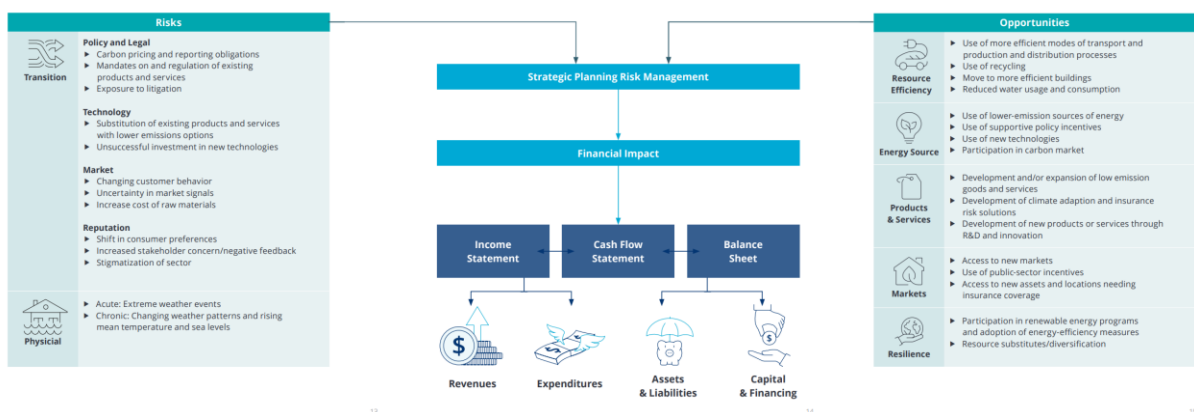 Risks
Transition
Policy and Legal
▶ Carbon pricing and reporting obligations
▶ Mandates on and regulation of existing
products and services
▶ Exposure to litigation
Technology
▶ Substitution of existing products and services
with lower emissions options
▶ Unsuccessful investment in new technologies
Market
▶ Changing customer behavior
▶ Uncertainty in market signals
▶ Increase cost of raw materials
Reputation
▶ Shift in consumer preferences
▶ Increased stakeholder concern/negative feedback
▶ Stigmatization of sector
Physicial
▶ Acute: Extreme weather events
▶ Chronic: Changing weather patterns and rising
mean temperature and sea levels
Strategic Planning Risk Management
Financial Impact
Income
Statement
Cash Flow
Statement
Balance
Sheet
$
$
$
Revenues
Expenditures
Assets
& Liabilities
Capital
& Financing
Opportunities
Resource
Efficiency
▶ Use of more efficient modes of transport and
production and distribution processes
▶ Use of recycling
▶ Move to more efficient buildings
▶ Reduced water usage and consumption
Energy Source
▶ Use of lower-emission sources of energy
▶ Use of supportive policy incentives
▶ Use of new technologies
▶ Participation in carbon market
Products
& Services
▶ Development and/or expansion of low emission
goods and services
▶ Development of climate adaption and insurance
risk solutions
▶ Development of new products or services through
R&D and innovation
Markets
▶ Access to new markets
▶ Use of public-sector incentives
▶ Access to new assets and locations needing
insurance coverage
Resilience
▶ Participation in renewable energy programs
and adoption of energy-efficiency measures
▶ Resource substitutes/diversification